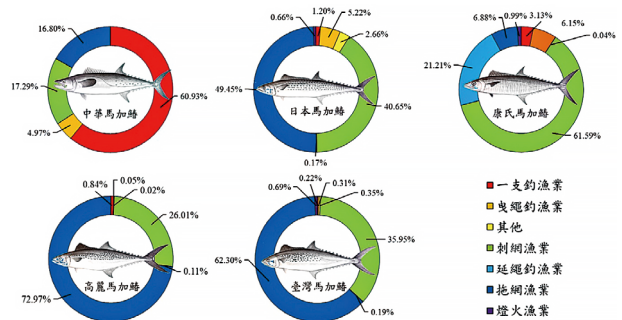 16.80%
17.29%
4.97%
60.93%
中華馬加鰆
0.66%
1.20%
5.22%
2.66%
49.45%
40.65%
0.17%
日本馬加鰆
6.88%
0.99%
3.13%
6.15%
0.04%
21.21%
61.59%
康氏馬加鰆
0.84%
0.05%
0.02%
26.01%
0.11%
72.97%
高麗馬加鰆
0.69%
0.22%
0.31%
0.35%
35.95%
62.30%
0.19%
臺灣馬加鰆
一支釣漁業
曳繩釣漁業
其他
刺網漁業
延繩釣漁業
拖網漁業
燈火漁業